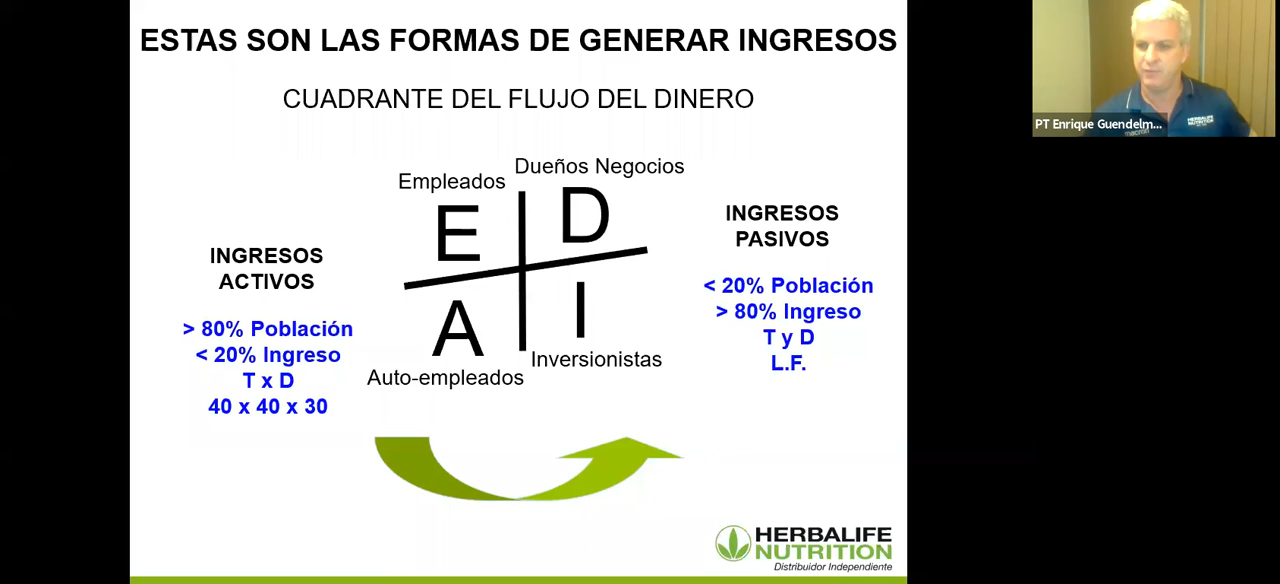 ESTAS SON LAS FORMAS DE GENERAR INGRESOS
CUADRANTE DEL FLUJO DEL DINERO
Empleados
Dueños Negocios
E
D
A
I
Auto-empleados
Inversionistas
INGRESOS
ACTIVOS
> 80% Población
< 20% Ingreso
T x D
40 x 40 x 30
INGRESOS
PASIVOS
< 20% Población
> 80% Ingreso
T y D
L.F.
HERBALIFE
NUTRITION
Distribuidor Independiente
PT Enrique Guendelm...
HERBALIFE
NUTRITION